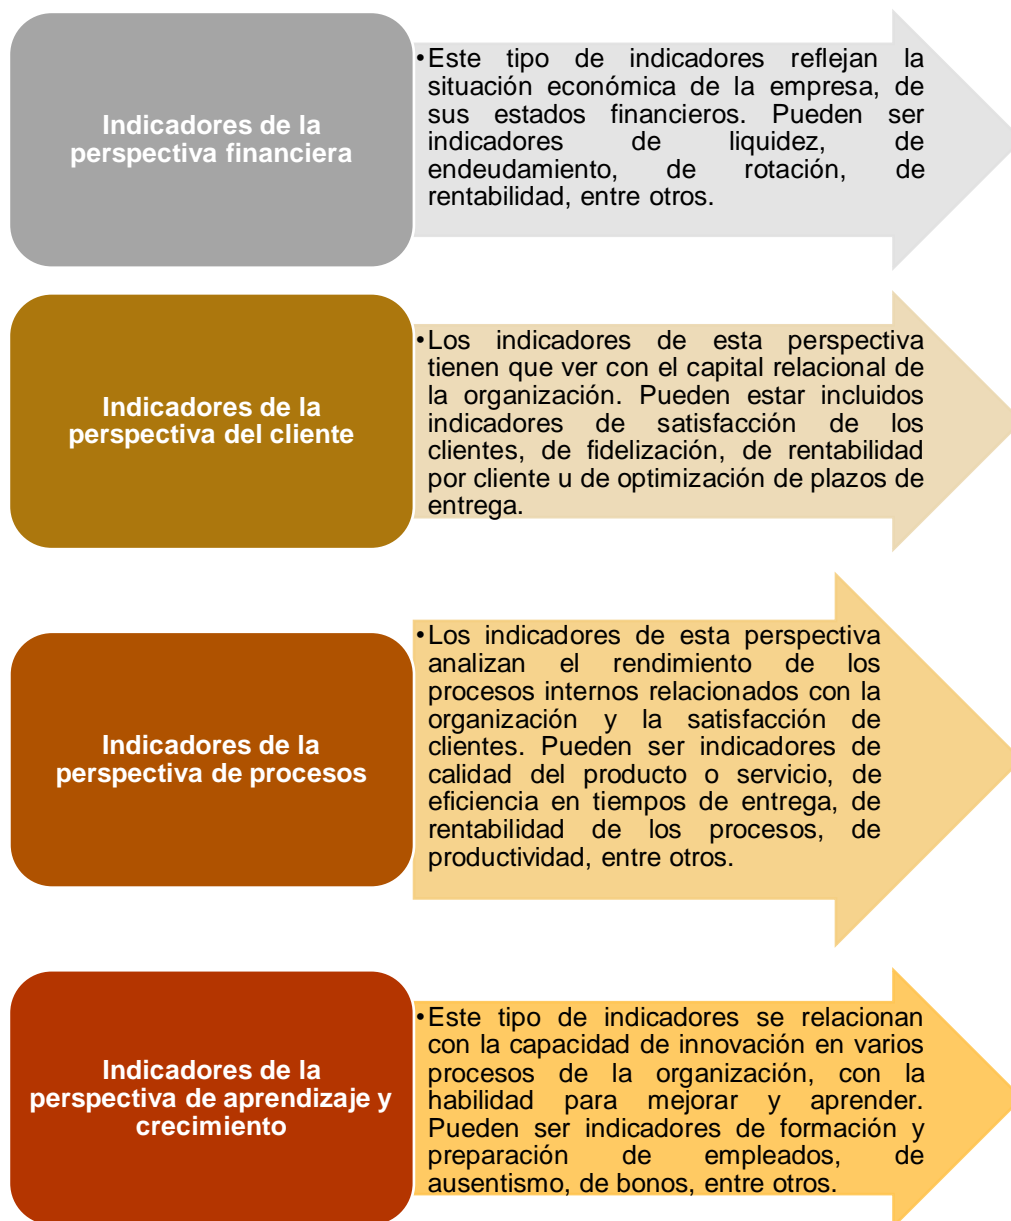 Indicadores de la
perspectiva financiera
•Este tipo de indicadores reflejan la
situación económica de la empresa, de
sus estados financieros. Pueden ser
indicadores de liquidez, de
endeudamiento, de rotación, de
rentabilidad, entre otros.
Indicadores de la
perspectiva del cliente
•Los indicadores de esta perspectiva
tienen que ver con el capital relacional de
la organización. Pueden estar incluidos
indicadores de satisfacción de los
clientes, de fidelización, de rentabilidad
por cliente u de optimización de plazos de
entrega.
Indicadores de la
perspectiva de procesos
•Los indicadores de esta perspectiva
analizan el rendimiento de los
procesos internos relacionados con la
organización y la satisfacción de
clientes. Pueden ser indicadores de
calidad del producto o servicio, de
eficiencia en tiempos de entrega, de
rentabilidad de los procesos, de
productividad, entre otros.
Indicadores de la
perspectiva de aprendizaje y
crecimiento
•Este tipo de indicadores se relacionan
con la capacidad de innovación en varios
procesos de la organización, con la
habilidad para mejorar y aprender.
Pueden ser indicadores de formación y
preparación de empleados, de
ausentismo, de bonos, entre otros.